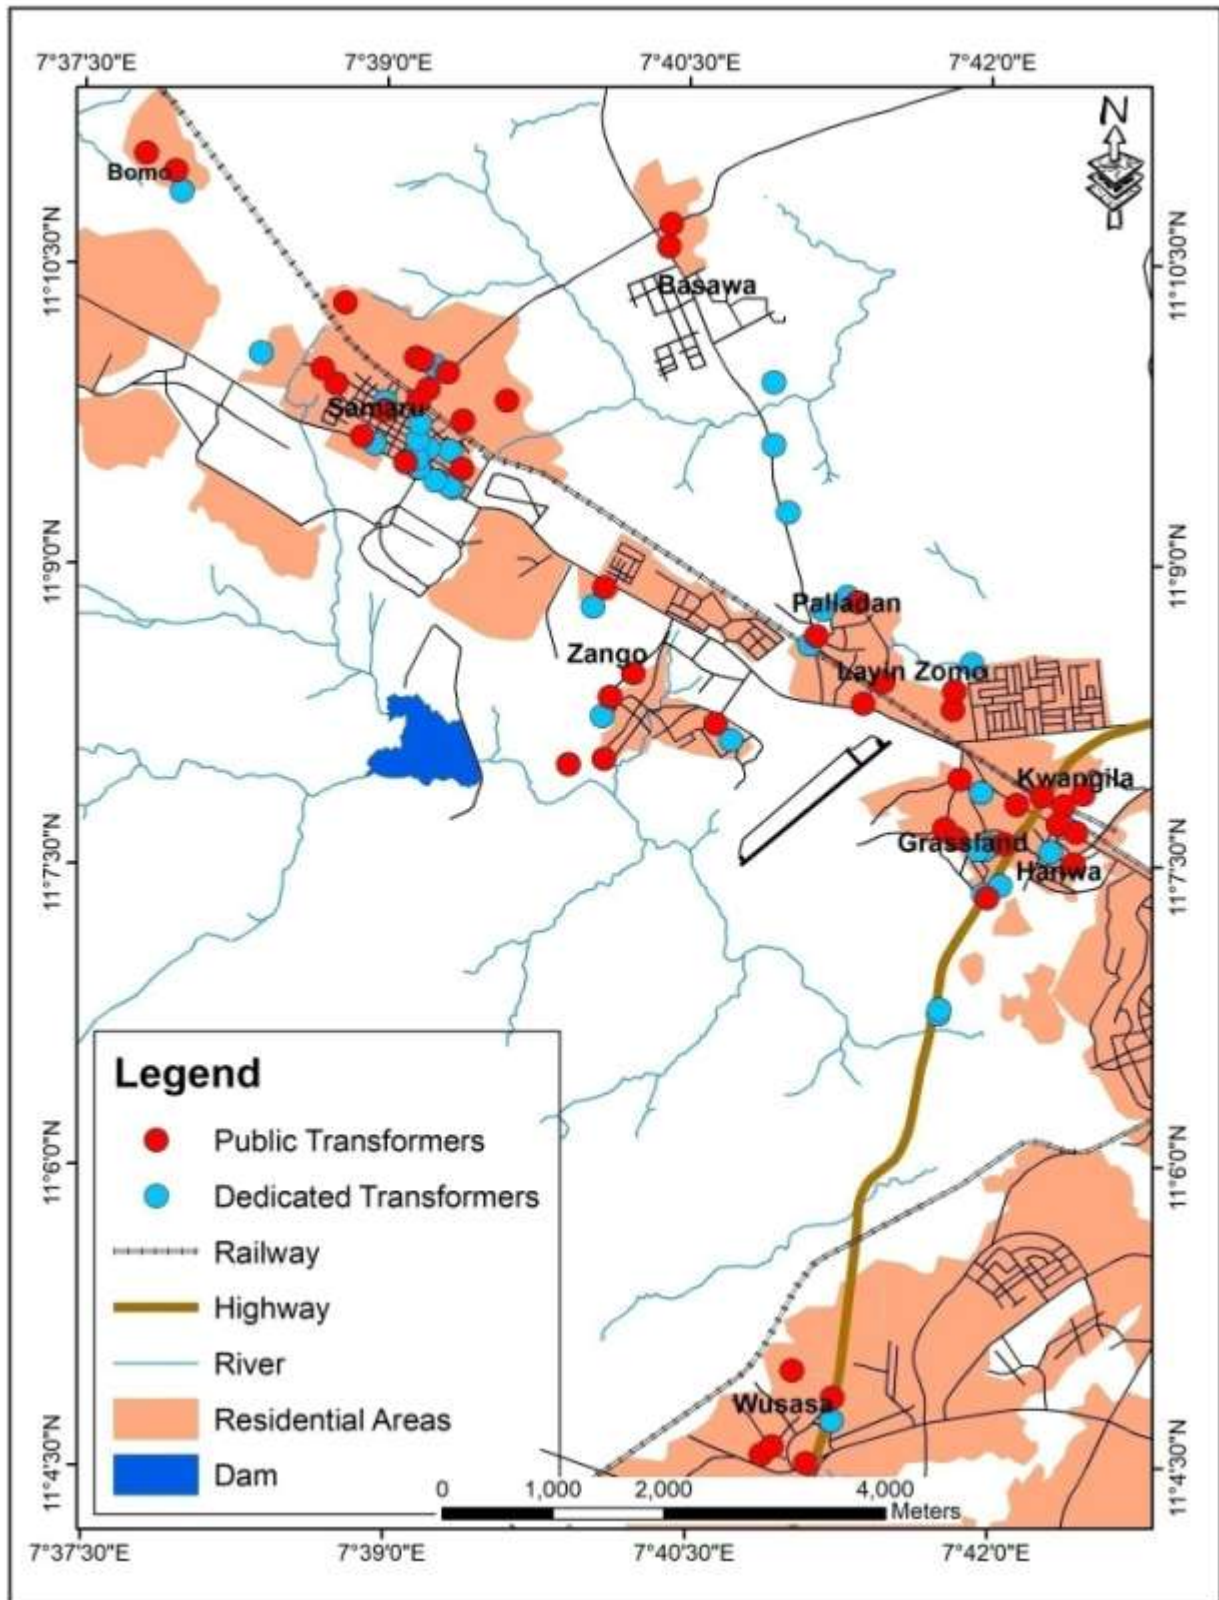 7°37'30"E
7°39'0"E
7°40'30"E
7°42'0"E
N
Bomo
11°10'30"N
11°10'30"N
Basawa
Samaru
11°9'0"N
11°9'0"N
Palladan
Zango
Layin Zomo
Kwangila
Grassland
Hanwa
11°7'30"N
11°7'30"N
Legend
Public Transformers
Dedicated Transformers
Railway
Highway
River
Residential Areas
Dam
11°6'0"N
11°6'0"N
Wusasa
11°4'30"N
11°4'30"N
0 1,000 2,000 4,000
Meters
7°37'30"E
7°39'0"E
7°40'30"E
7°42'0"E